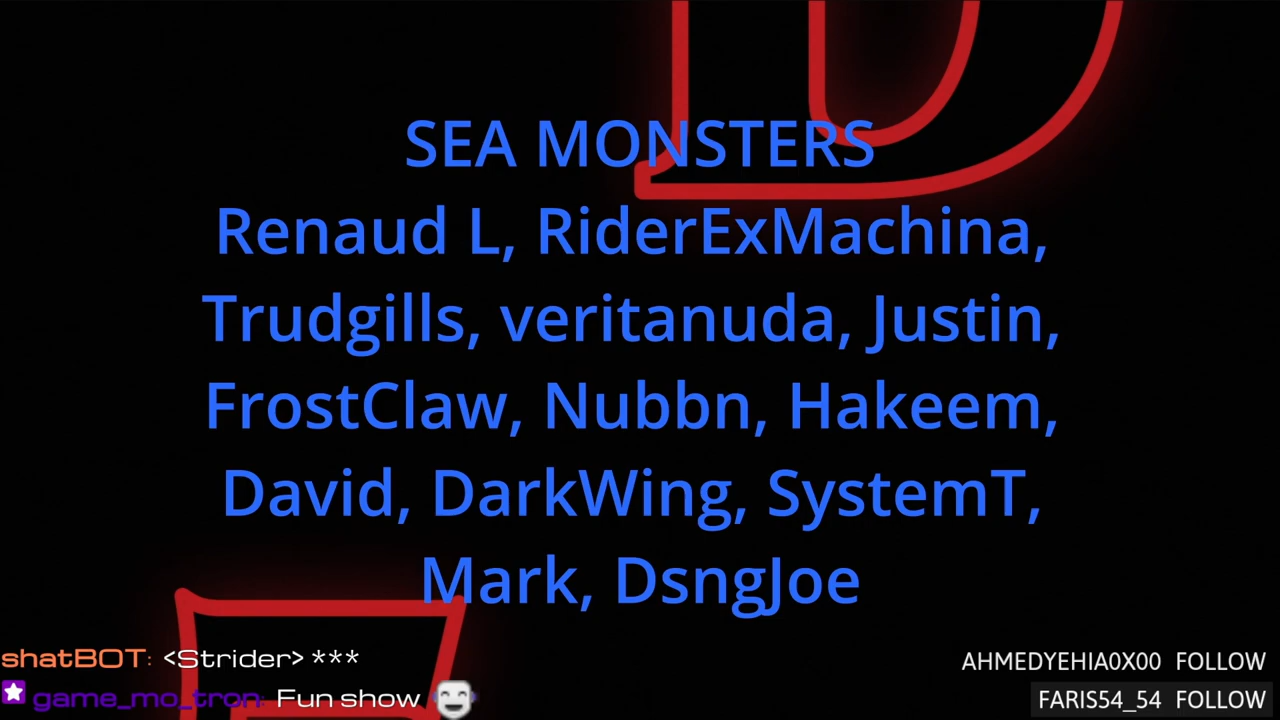 SEA MONSTERS
Renaud L, RiderExMachina,
Trudgills, veritanuda, Justin,
FrostClaw, Nubbn, Hakeem,
David, DarkWing, SystemT,
Mark, DsngJoe
shatBOT: <Strider> ***
game_mo_tron: Fun show
AHMEDYEHIA0X00 FOLLOW
FARIS54_54 FOLLOW